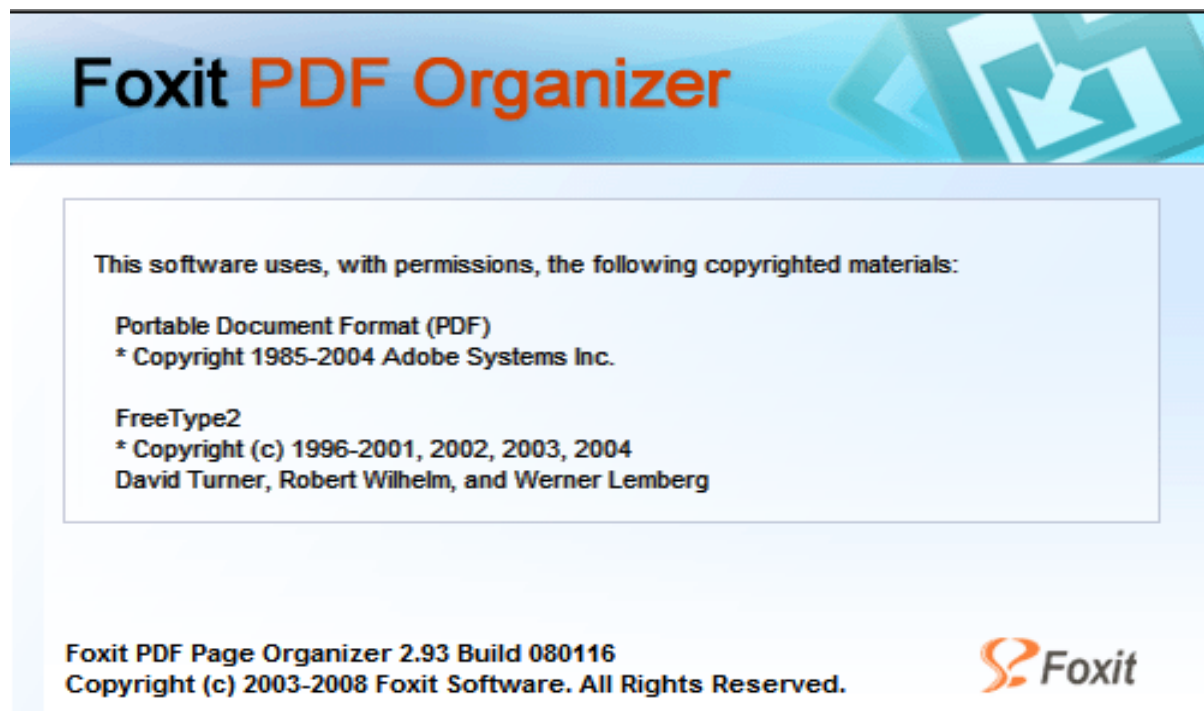 Foxit PDF Organizer
This software uses, with permissions, the following copyrighted materials:
Portable Document Format (PDF)
* Copyright 1985-2004 Adobe Systems Inc.
FreeType2
* Copyright (c) 1996-2001, 2002, 2003, 2004
David Turner, Robert Wilhelm, and Werner Lemberg
Foxit PDF Page Organizer 2.93 Build 080116
Copyright (c) 2003-2008 Foxit Software. All Rights Reserved.
Foxit